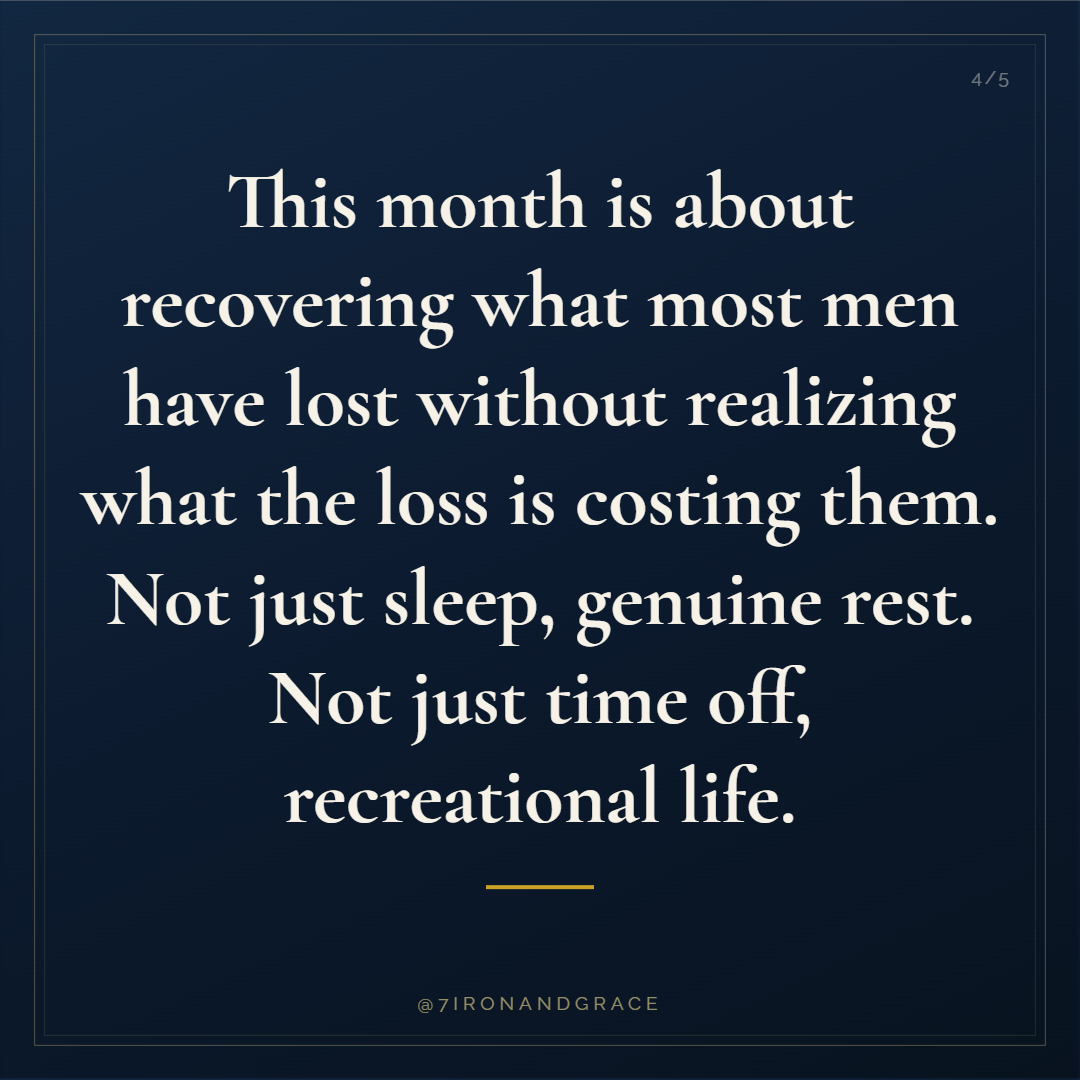 4/5
This month is about
recovering what most men
have lost without realizing
what the loss is costing them.
Not just sleep, genuine rest.
Not just time off,
recreational life.
@7IRONANDGRACE